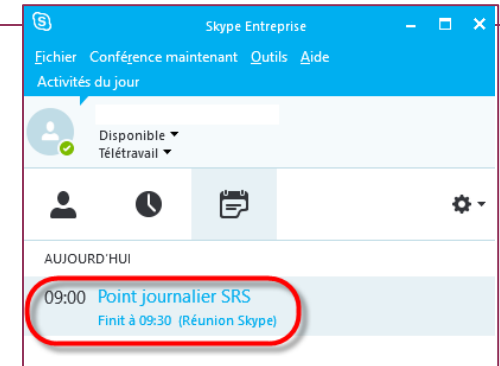 Skype Entreprise
Fichier Conférence maintenant Outils Aide
Activités du jour
Disponible
Télétravail
AUJOURD'HUI
09:00 Point journalier SRS
Finit à 09:30 (Réunion Skype)